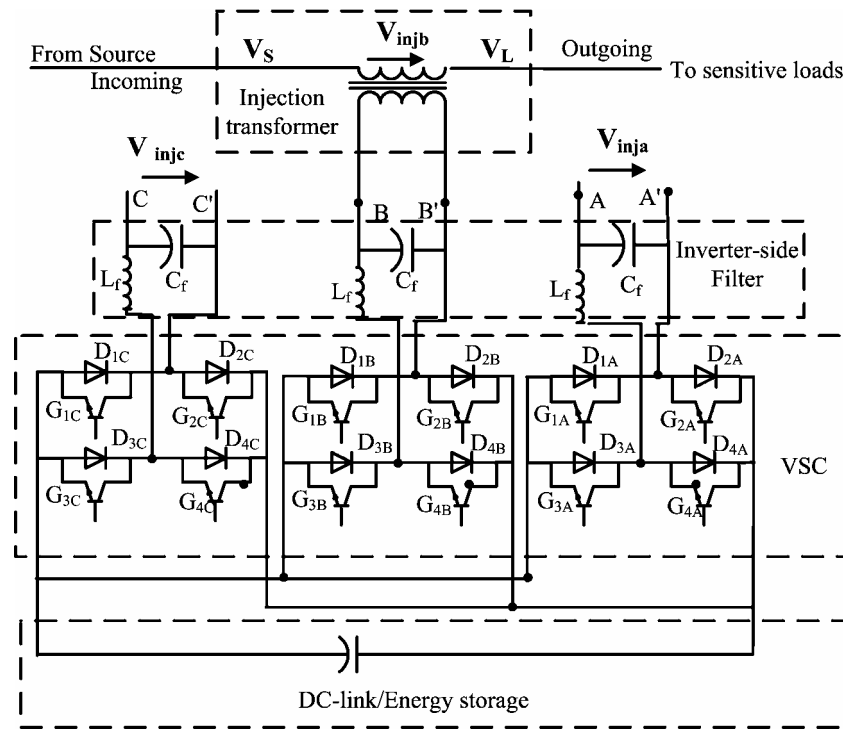 From Source
Incoming
V_S
V_injb
V_L
Outgoing
To sensitive loads
Injection
transformer
V_injc
V_inja
C
C'
B
B'
A
A'
L_f
C_f
L_f
C_f
L_f
C_f
Inverter-side
Filter
D_1C
D_2C
D_1B
D_2B
D_1A
D_2A
G_1C
G_2C
G_1B
G_2B
G_1A
G_2A
D_3C
D_4C
D_3B
D_4B
D_3A
D_4A
VSC
G_3C
G_4C
G_3B
G_4B
G_3A
G_4A
DC-link/Energy storage